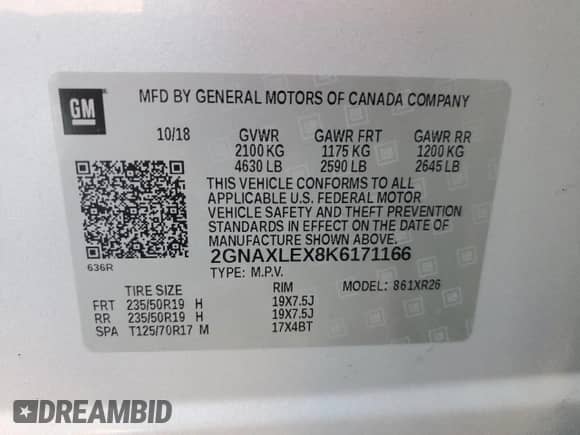 GM
MFD BY GENERAL MOTORS OF CANADA COMPANY
10/18 GVWR GAWR FRT GAWR RR
2100 KG 1175 KG 1200 KG
4630 LB 2590 LB 2645 LB
THIS VEHICLE CONFORMS TO ALL
APPLICABLE U.S. FEDERAL MOTOR
VEHICLE SAFETY AND THEFT PREVENTION
STANDARDS IN EFFECT ON THE DATE OF
MANUFACTURE SHOWN ABOVE.
636R
2GNAXLEX8K6171166
TYPE: M.P.V.
TIRE SIZE RIM MODEL: 861XR26
FRT 235/50R19 H 19X7.5J
RR 235/50R19 H 19X7.5J
SPA T125/70R17 M 17X4BT
DREAMBID